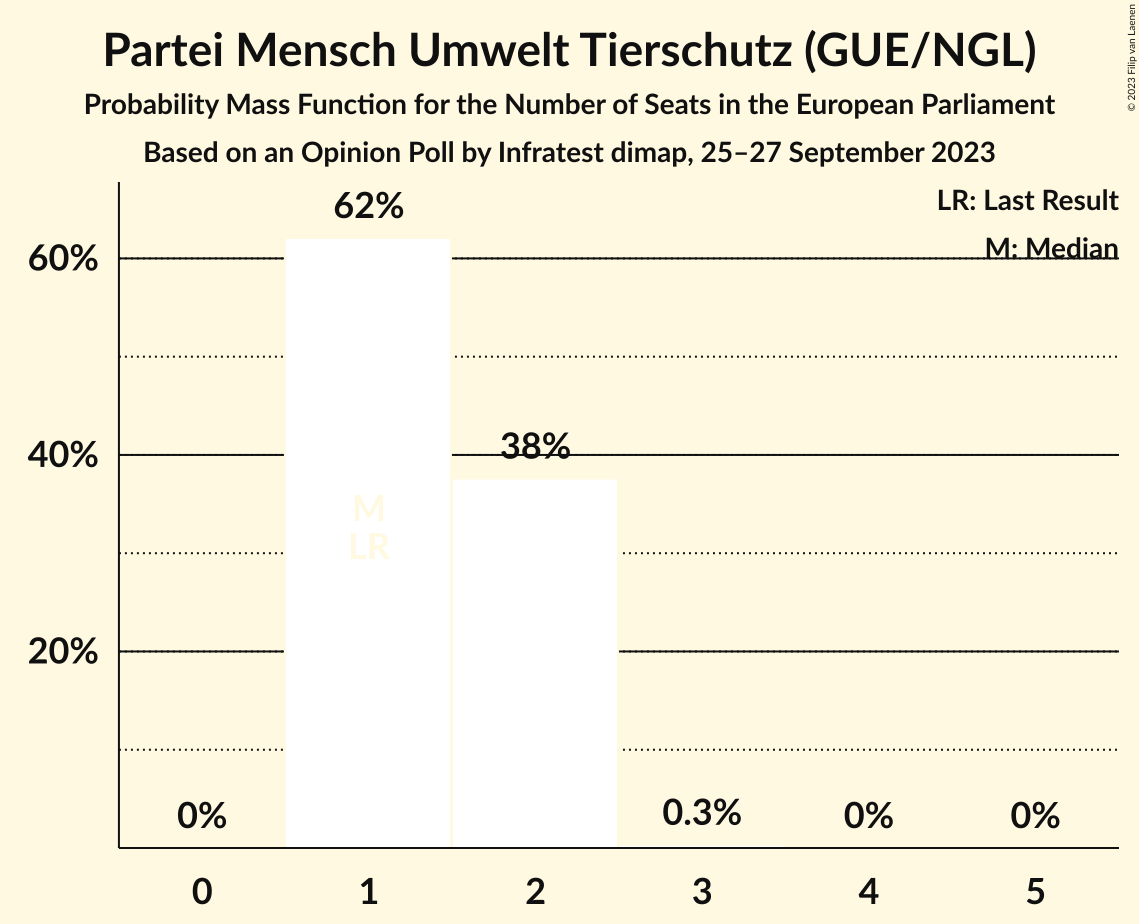 Partei Mensch Umwelt Tierschutz (GUE/NGL)
Probability Mass Function for the Number of Seats in the European Parliament
Based on an Opinion Poll by Infratest dimap, 25–27 September 2023
© 2023 Filip van Laenen
LR: Last Result
M: Median
62%
60%
38%
40%
M
LR
20%
0%
0.3%
0%
0%
0
1
2
3
4
5